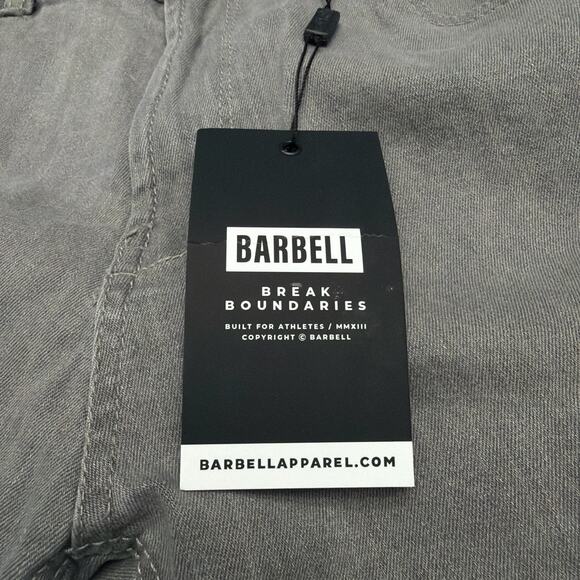 BARBELL
BREAK
BOUNDARIES
BUILT FOR ATHLETES / MMXIII
COPYRIGHT © BARBELL
BARBELLAPPAREL.COM